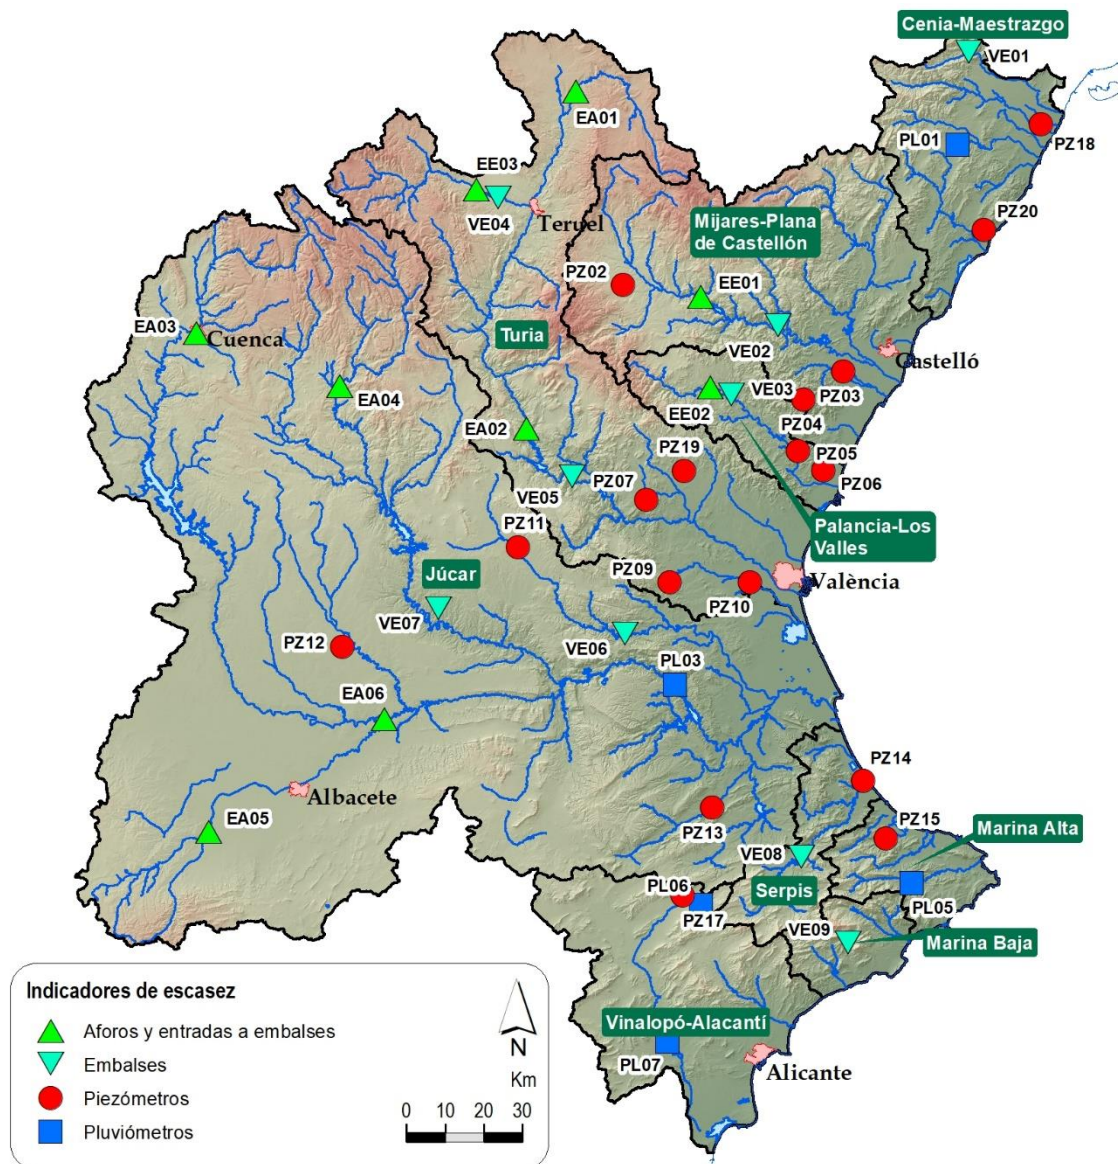 Cenia-Maestrazgo
VE01
EA01
PL01
PZ18
EE03
VE04
Teruel
Mijares-Plana
de Castellón
PZ20
PZ02
EE01
EA03
Cuenca
Turia
VE02
Castelló
EA04
VE03
PZ03
EE02
PZ04
EA02
PZ19
PZ05
VE05
PZ07
PZ06
PZ11
Palancia-Los
Valles
Júcar
PZ09
PZ10
València
VE07
PZ12
VE06
PL03
EA06
PZ14
Albacete
EA05
PZ13
PZ15
Marina Alta
VE08
Serpis
PL06
PZ17
PL05
VE09
Marina Baja
Vinalopó-Alacantí
PL07
Alicante
Indicadores de escasez
Aforos y entradas a embalses
Embalses
Piezómetros
Pluviómetros
N
Km
0 10 20 30